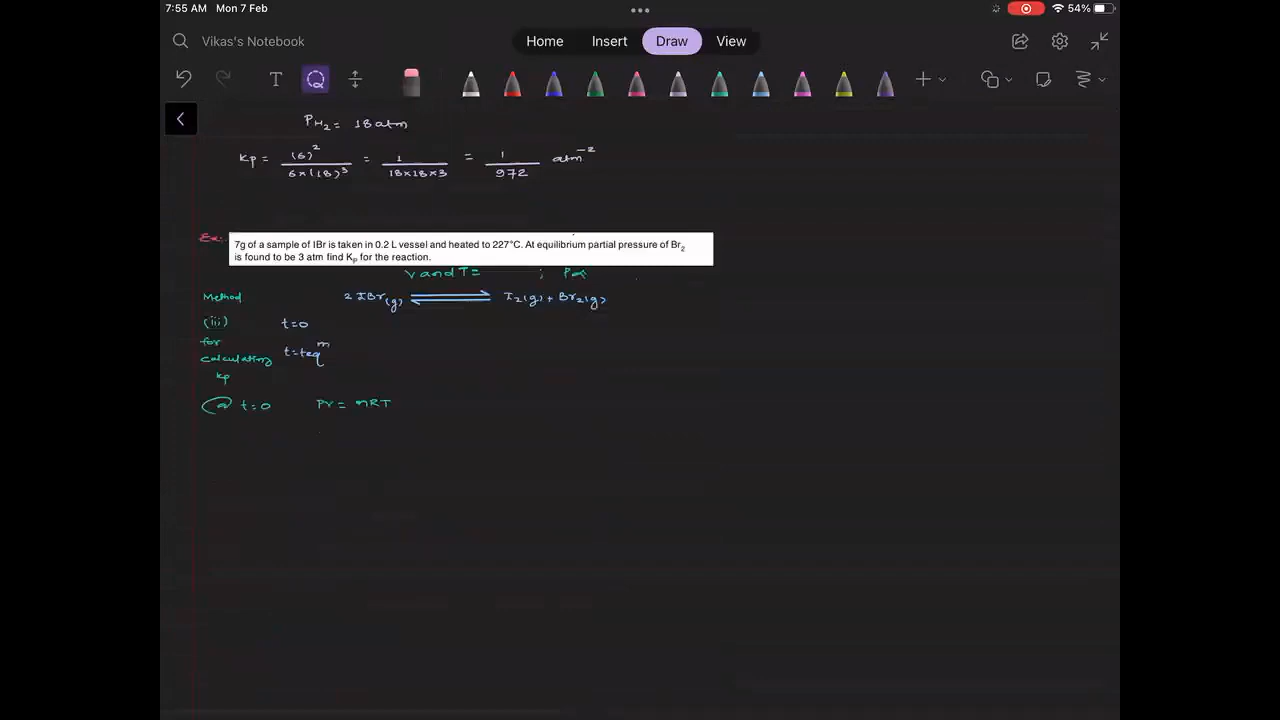 7:55 AM Mon 7 Feb
54%
Vikas's Notebook
Home Insert Draw View
T
P_H₂ = 18 atm
Kp = (6)² / 6×(18)³ = 1 / 18×18×3 = 1 / 972 atm⁻²
Ex:
7g of a sample of IBr is taken in 0.2 L vessel and heated to 227°C. At equilibrium partial pressure of Br₂
is found to be 3 atm find Kₚ for the reaction.
V and T = ; P∝
Method 2 IBr(g) ⇌ I₂(g) + Br₂(g)
(iii) t=0
for
calculating t=teqᵐ
Kp
@ t=0 PV = nRT